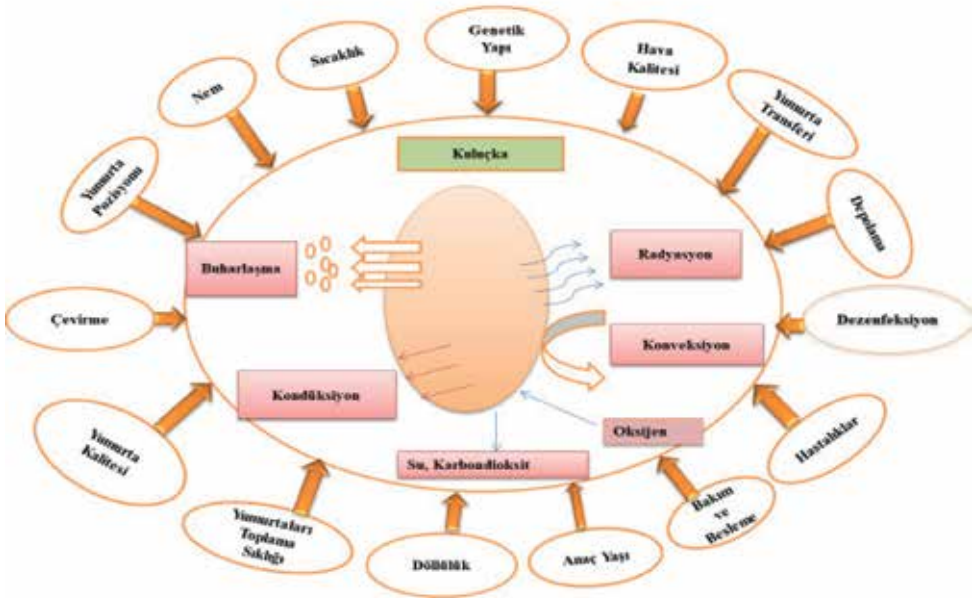 Genetik
Yapı
Sıcaklık
Hava
Kalitesi
Nem
Yumurta
Transferi
Kuluçka
Yumurta
Pozisyonu
Depolama
Buharlaşma
Radyasyon
Çevirme
Dezenfeksiyon
Konveksiyon
Kondüksiyon
Oksijen
Yumurta
Kalitesi
Hastalıklar
Su, Karbondioksit
Bakım
ve
Besleme
Yumurtaları
Toplama
Sıklığı
Döllülük
Anaç Yaşı